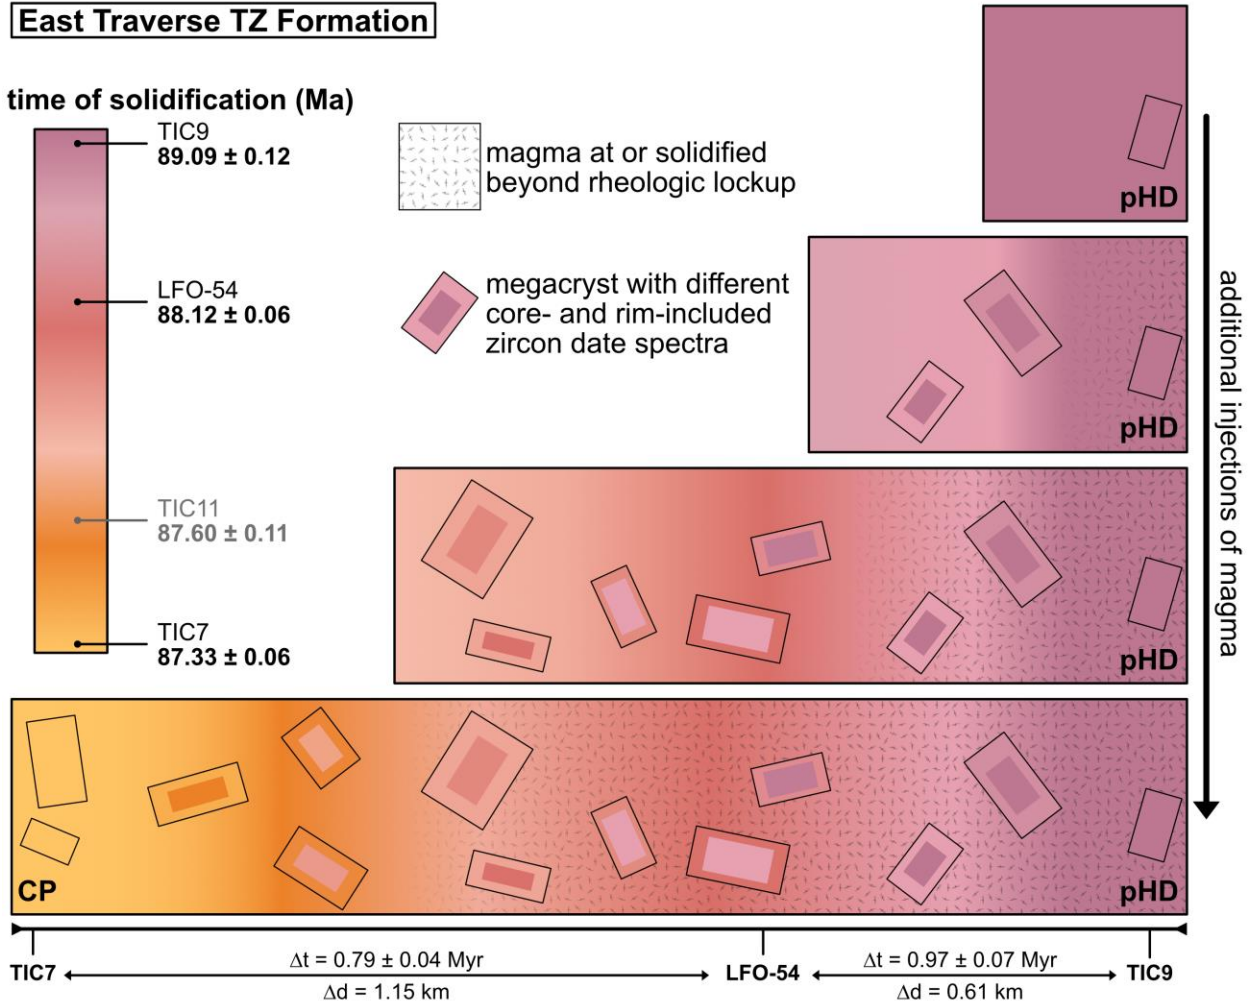 East Traverse TZ Formation
time of solidification (Ma)
TIC9
89.09 ± 0.12
LFO-54
88.12 ± 0.06
TIC11
87.60 ± 0.11
TIC7
87.33 ± 0.06
magma at or solidified
beyond rheologic lockup
megacryst with different
core- and rim-included
zircon date spectra
pHD
pHD
pHD
CP
pHD
additional injections of magma
TIC7
Δt = 0.79 ± 0.04 Myr
Δd = 1.15 km
LFO-54
Δt = 0.97 ± 0.07 Myr
Δd = 0.61 km
TIC9